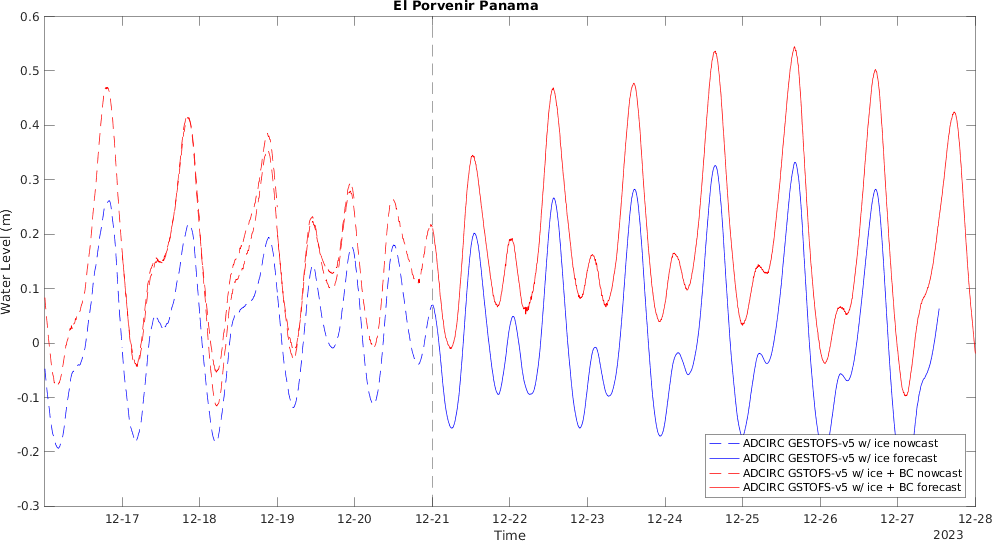 El Porvenir Panama
Water Level (m)
0.6
0.5
0.4
0.3
0.2
0.1
0
-0.1
-0.2
-0.3
ADCIRC GESTOFS-v5 w/ ice nowcast
ADCIRC GESTOFS-v5 w/ ice forecast
ADCIRC GSTOFS-v5 w/ ice + BC nowcast
ADCIRC GSTOFS-v5 w/ ice + BC forecast
12-17 12-18 12-19 12-20 12-21 12-22 12-23 12-24 12-25 12-26 12-27 12-28
Time
2023